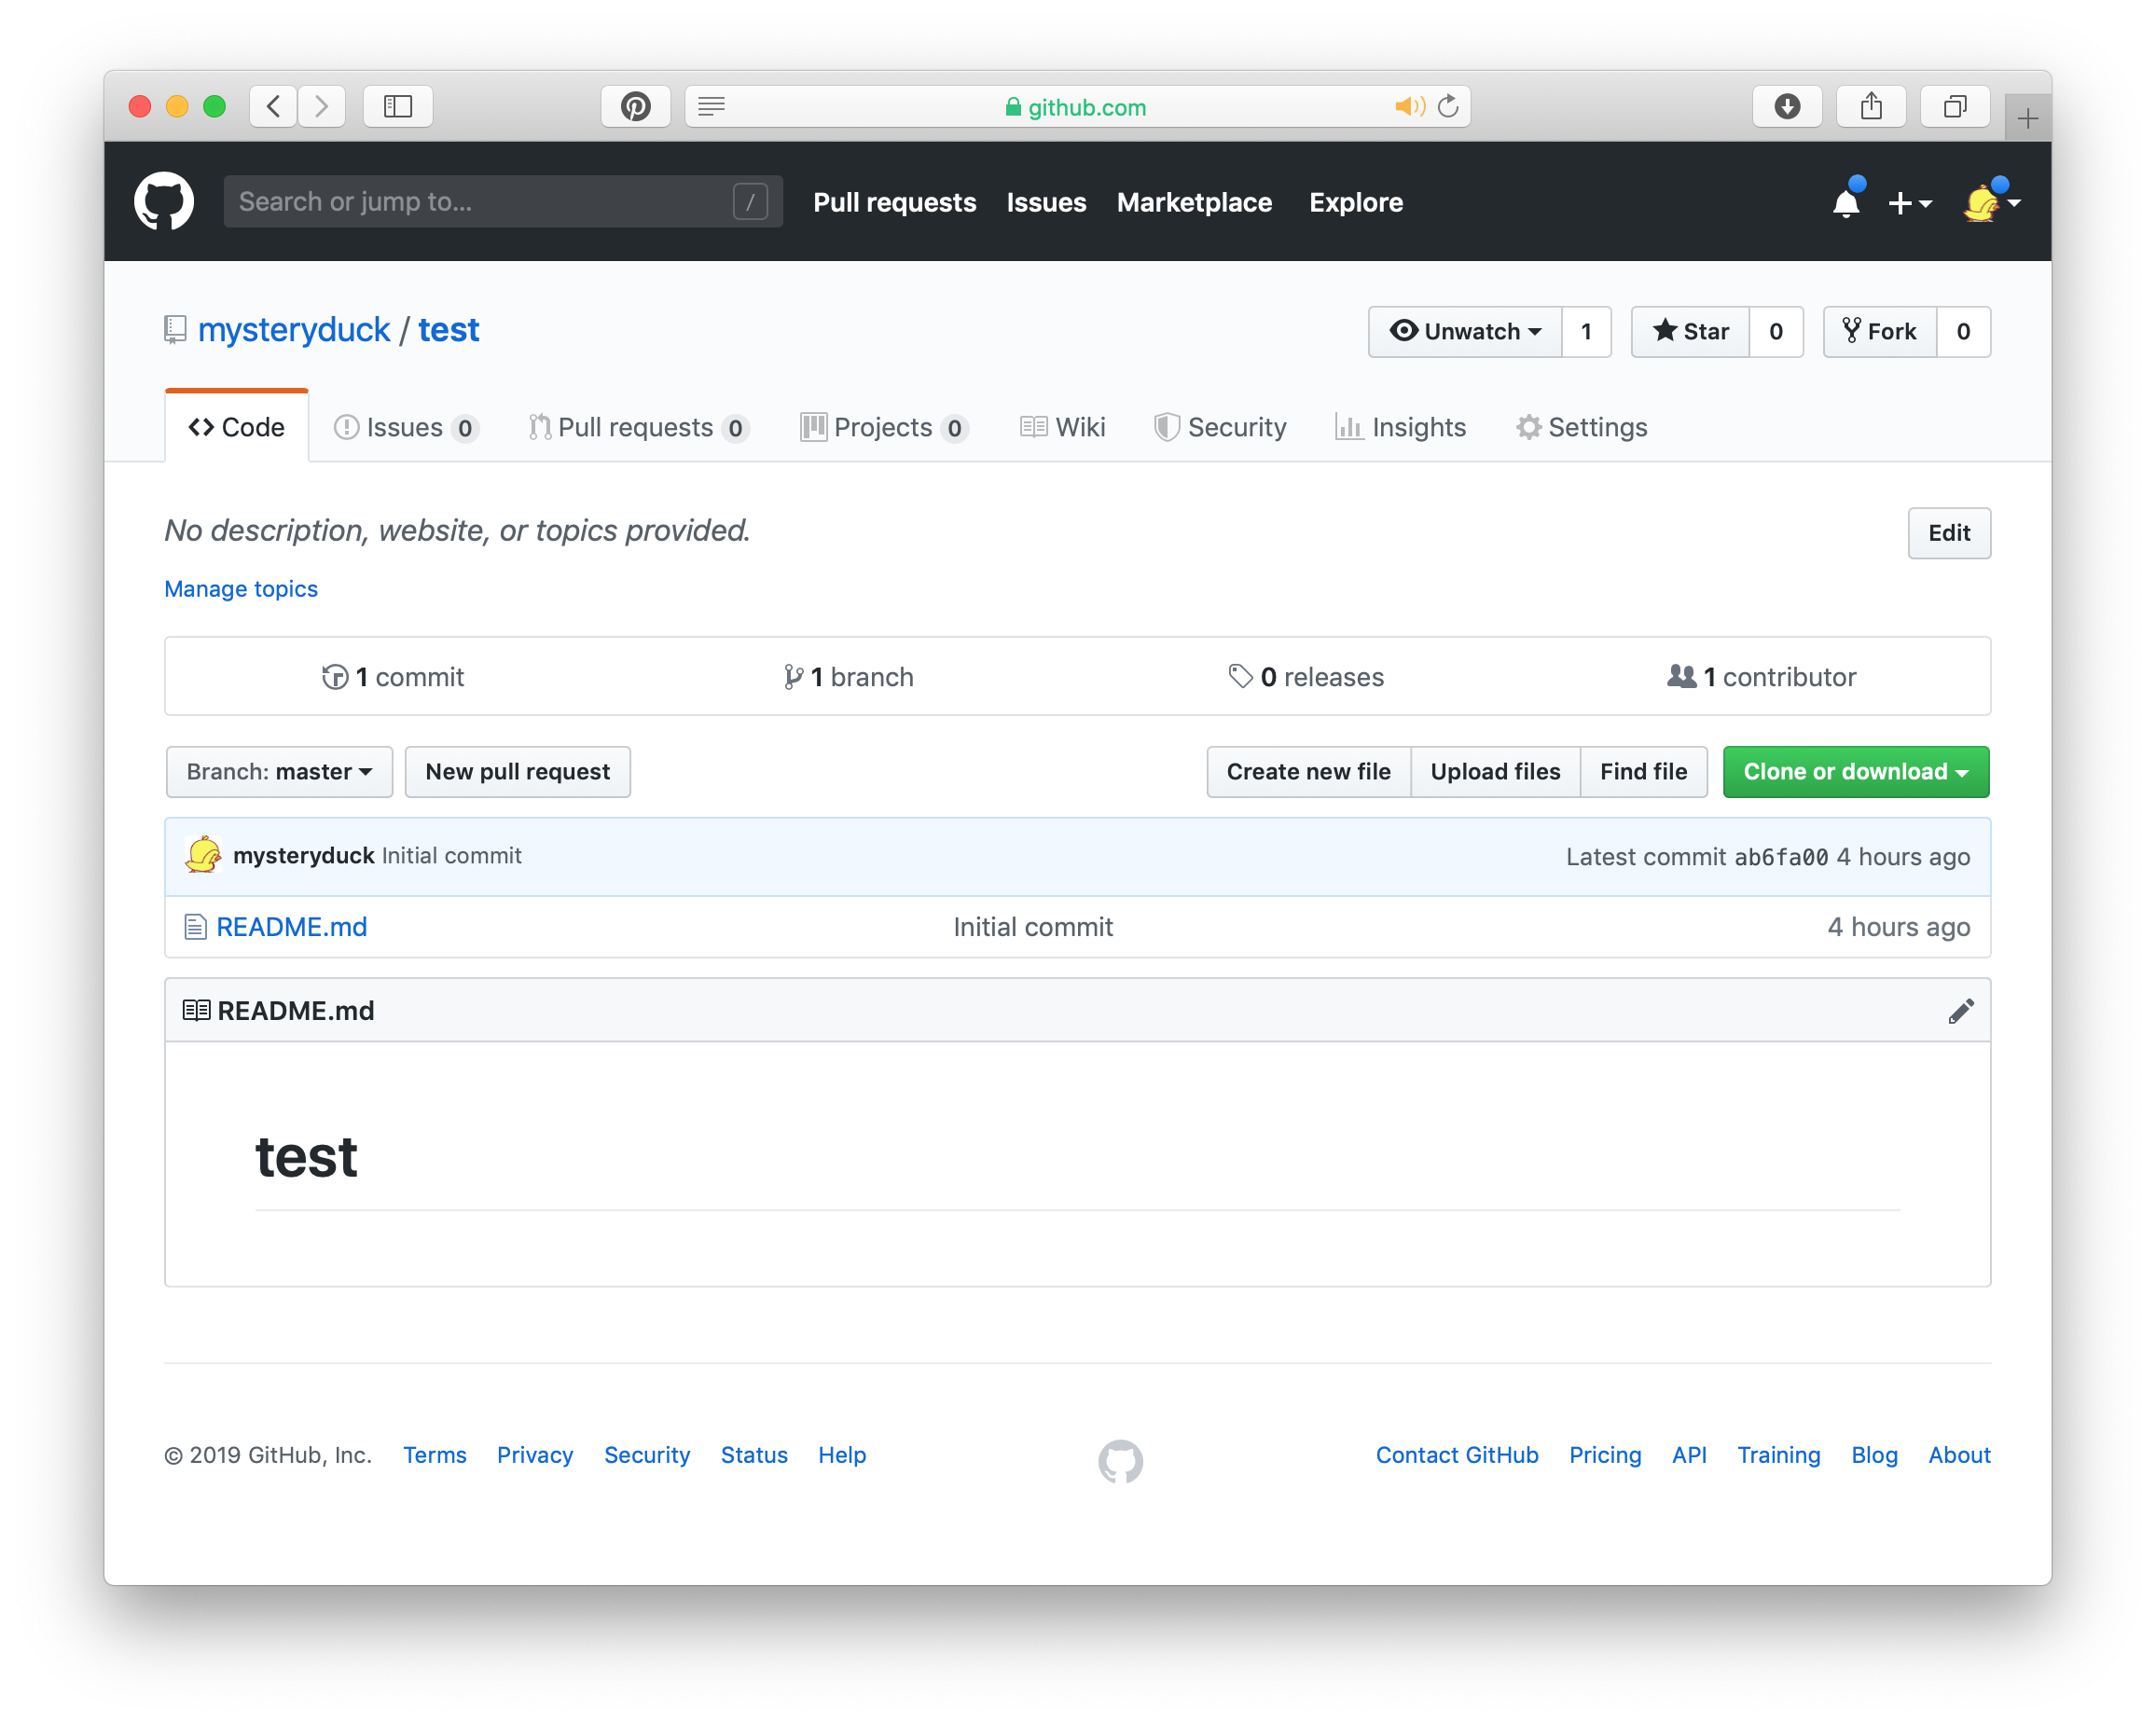 github.com
Search or jump to... /
Pull requests Issues Marketplace Explore
mysteryduck / test
Unwatch 1 Star 0 Fork 0
Code Issues 0 Pull requests 0 Projects 0 Wiki Security Insights Settings
No description, website, or topics provided.
Edit
Manage topics
1 commit 1 branch 0 releases 1 contributor
Branch: master New pull request Create new file Upload files Find file Clone or download
mysteryduck Initial commit Latest commit ab6fa00 4 hours ago
README.md Initial commit 4 hours ago
README.md
test
© 2019 GitHub, Inc. Terms Privacy Security Status Help Contact GitHub Pricing API Training Blog About